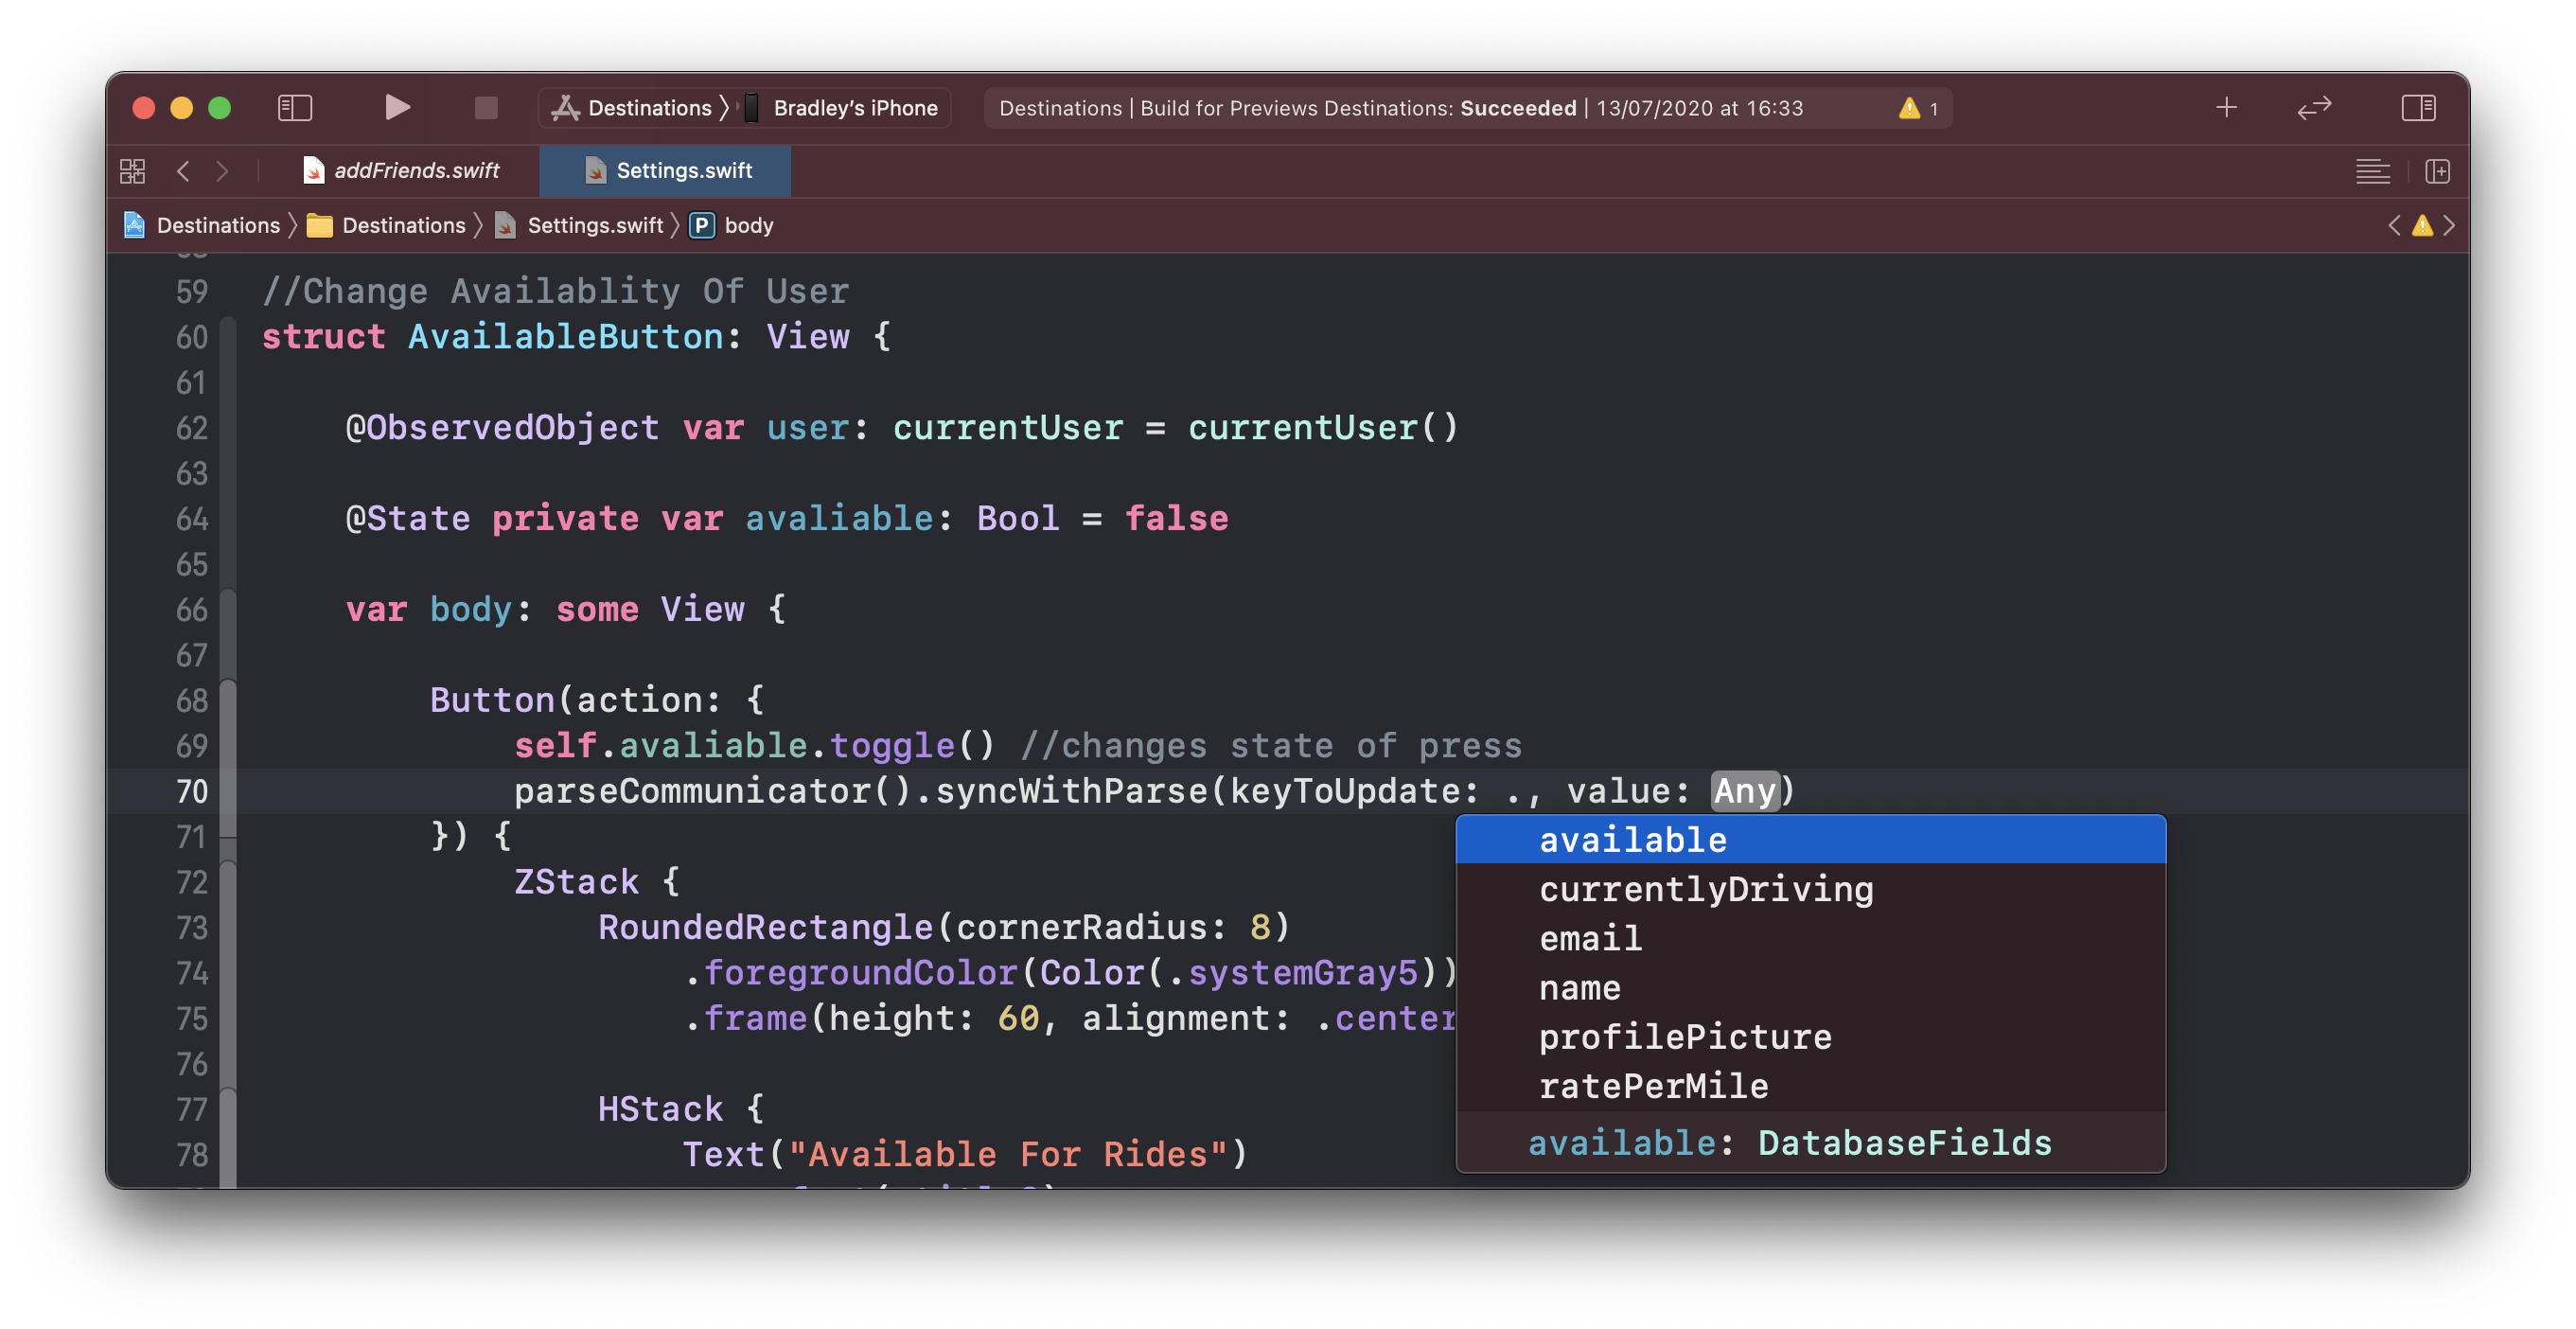 Destinations 〉 Bradley’s iPhone
Destinations | Build for Previews Destinations: Succeeded | 13/07/2020 at 16:33 1
addFriends.swift Settings.swift
Destinations 〉 Destinations 〉 Settings.swift 〉 P body
59 //Change Availablity Of User
60 struct AvailableButton: View {
61
62 @ObservedObject var user: currentUser = currentUser()
63
64 @State private var avaliable: Bool = false
65
66 var body: some View {
67
68 Button(action: {
69 self.avaliable.toggle() //changes state of press
70 parseCommunicator().syncWithParse(keyToUpdate: ., value: Any)
71 }) {
72 ZStack {
73 RoundedRectangle(cornerRadius: 8)
74 .foregroundColor(Color(.systemGray5))
75 .frame(height: 60, alignment: .center
76
77 HStack {
78 Text("Available For Rides")
available
currentlyDriving
email
name
profilePicture
ratePerMile
available: DatabaseFields